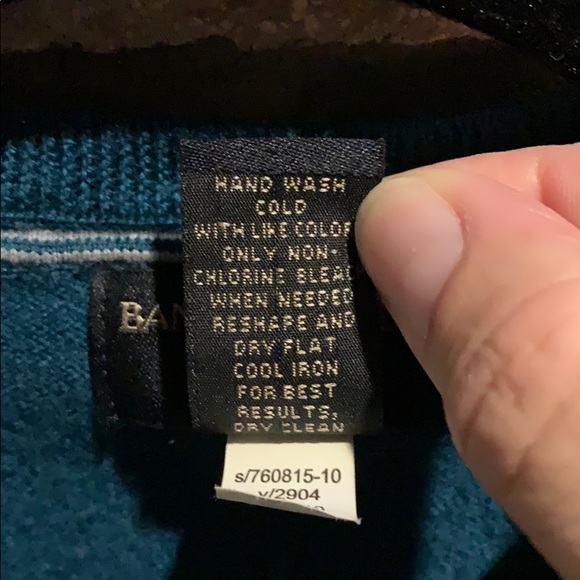 HAND WASH
COLD
WITH LIKE COLOR
ONLY NON-
CHLORINE BLEACH
WHEN NEEDED
RESHAPE AND
DRY FLAT
COOL IRON
FOR BEST
RESULTS,
DRY CLEAN
BAN
s/760815-10
v/2904